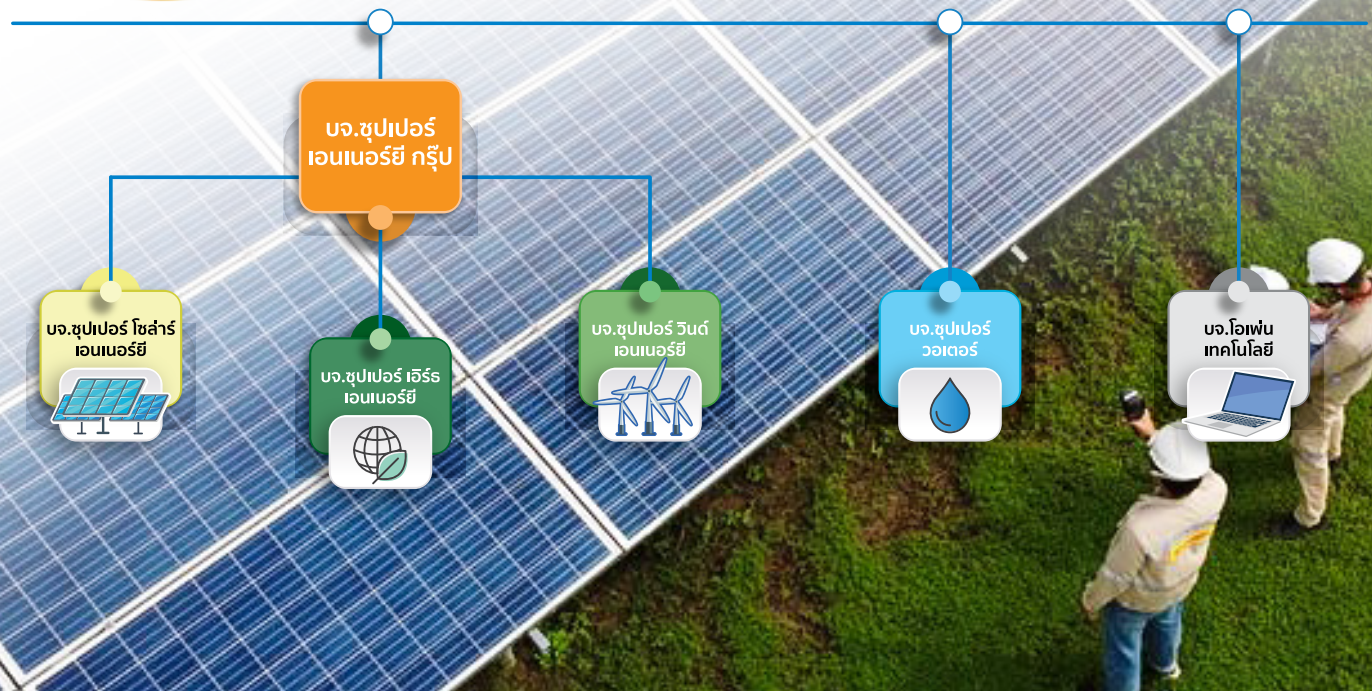 บจ.ซุปเปอร์
เอนเนอร์ยี กรุ๊ป
บจ.ซุปเปอร์ โซล่าร์
เอนเนอร์ยี
บจ.ซุปเปอร์ เอิร์ธ
เอนเนอร์ยี
บจ.ซุปเปอร์ วินด์
เอนเนอร์ยี
บจ.ซุปเปอร์
วอเตอร์
บจ.โอเพ่น
เทคโนโลยี